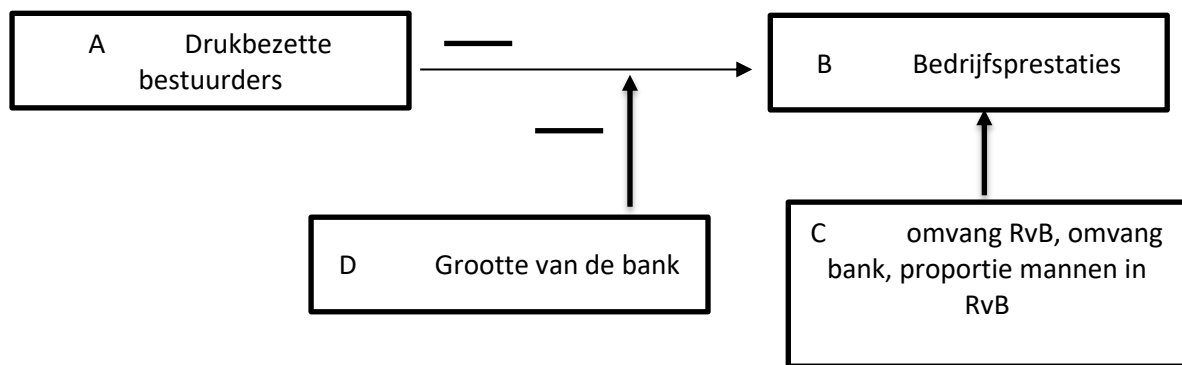 A Drukbezette
bestuurders
B Bedrijfsprestaties
D Grootte van de bank
C omvang RvB, omvang
bank, proportie mannen in
RvB